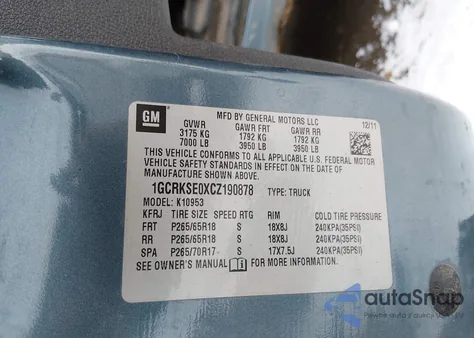 GM
MFD BY GENERAL MOTORS LLC
12/11
GVWR GAWR FRT GAWR RR
3175 KG 1792 KG 1792 KG
7000 LB 3950 LB 3950 LB
THIS VEHICLE CONFORMS TO ALL APPLICABLE U.S. FEDERAL MOTOR
VEHICLE SAFETY STANDARDS IN EFFECT ON THE DATE OF
MANUFACTURE SHOWN ABOVE.
1GCRKSE0XCZ190878 TYPE: TRUCK
MODEL: K10953
KFRJ TIRE SIZE SPEED RTG RIM COLD TIRE PRESSURE
FRT P265/65R18 S 18X8J 240KPA(35PSI)
RR P265/65R18 S 18X8J 240KPA(35PSI)
SPA P265/70R17 S 17X7.5J 240KPA(35PSI)
SEE OWNER'S MANUAL FOR MORE INFORMATION
autoSnap